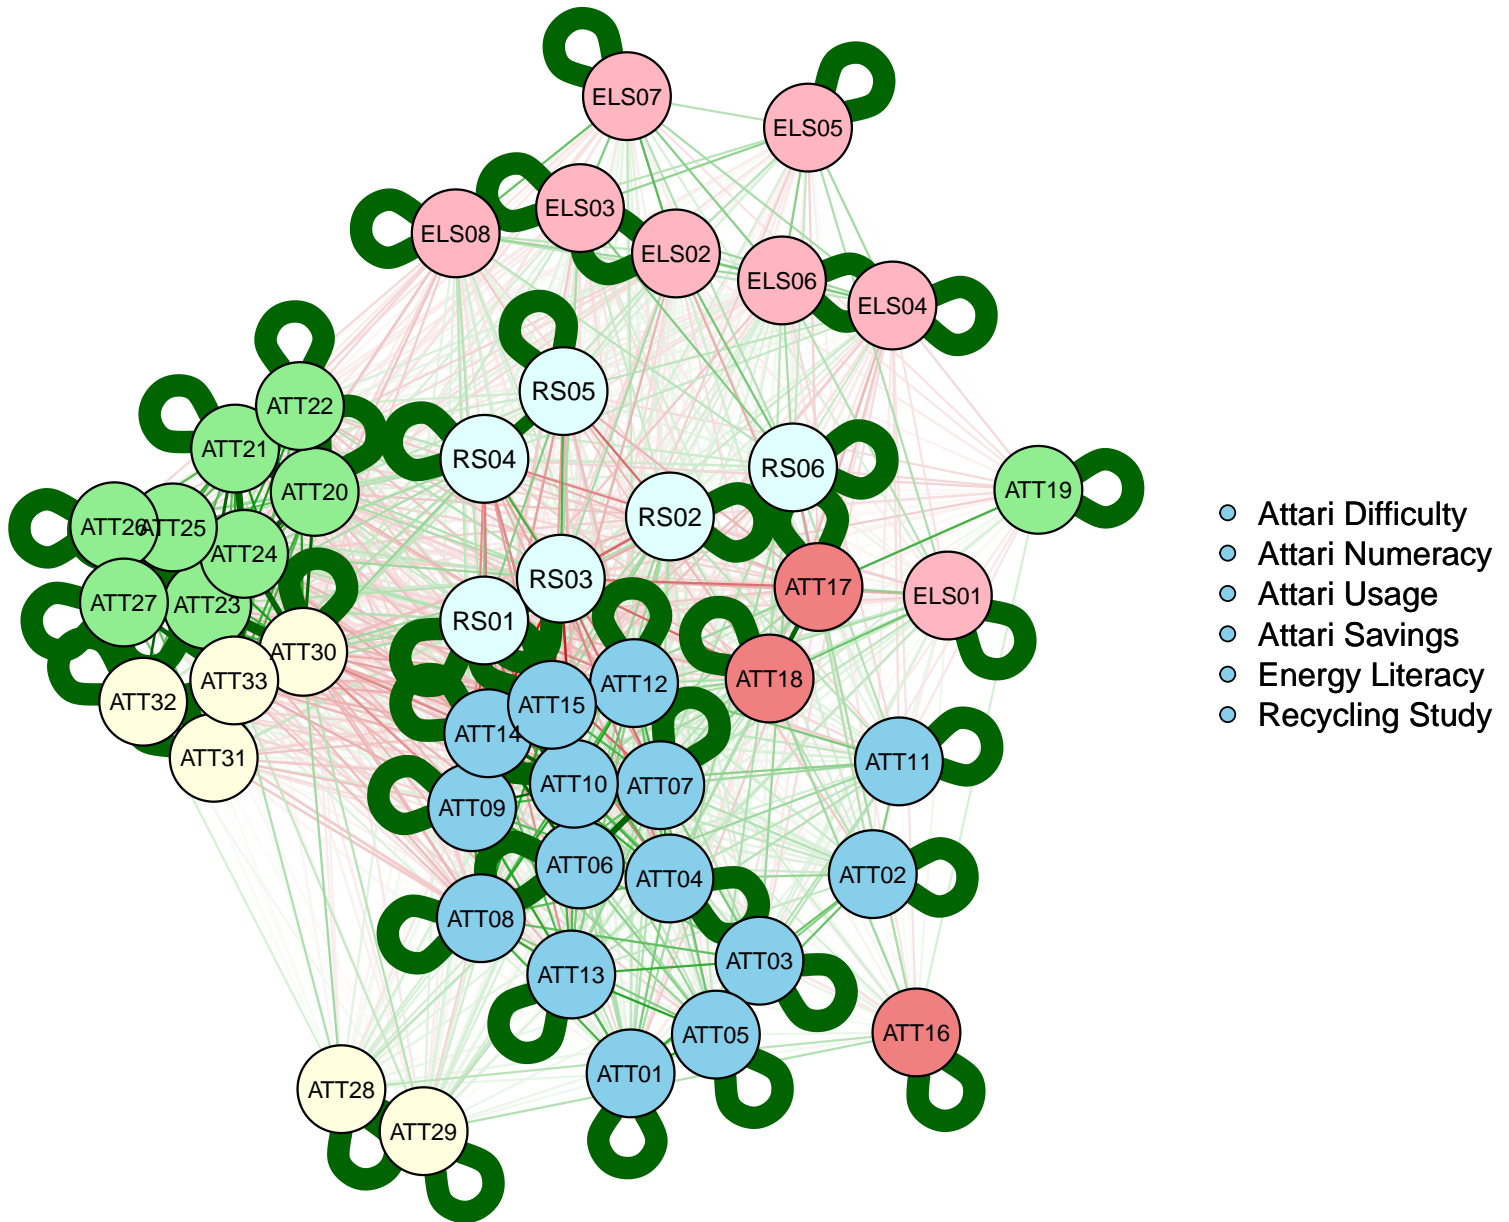 ELS07
ELS05
ELS03
ELS08
ELS02
ELS06
ELS04
RS05
ATT22
ATT21
RS04
RS06
ATT20
ATT19
RS02
ATT26
ATT25
ATT24
RS03
ATT17
ELS01
ATT27
ATT23
RS01
ATT30
ATT33
ATT18
ATT12
ATT32
ATT15
ATT14
ATT31
ATT11
ATT10
ATT07
ATT09
ATT06
ATT04
ATT02
ATT08
ATT03
ATT13
ATT05
ATT16
ATT01
ATT28
ATT29
Attari Difficulty
Attari Numeracy
Attari Usage
Attari Savings
Energy Literacy
Recycling Study